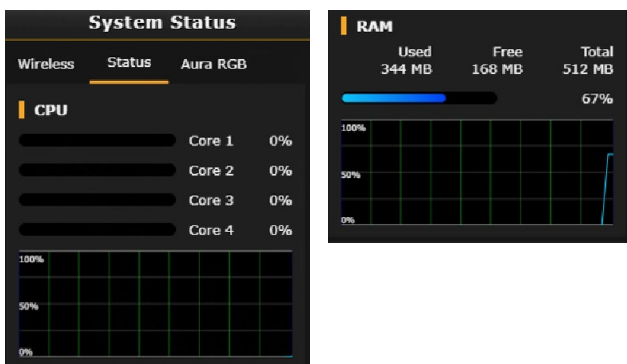 System Status
Wireless Status Aura RGB
CPU
Core 1 0%
Core 2 0%
Core 3 0%
Core 4 0%
100%
50%
0%
RAM
Used Free Total
344 MB 168 MB 512 MB
67%
100%
50%
0%